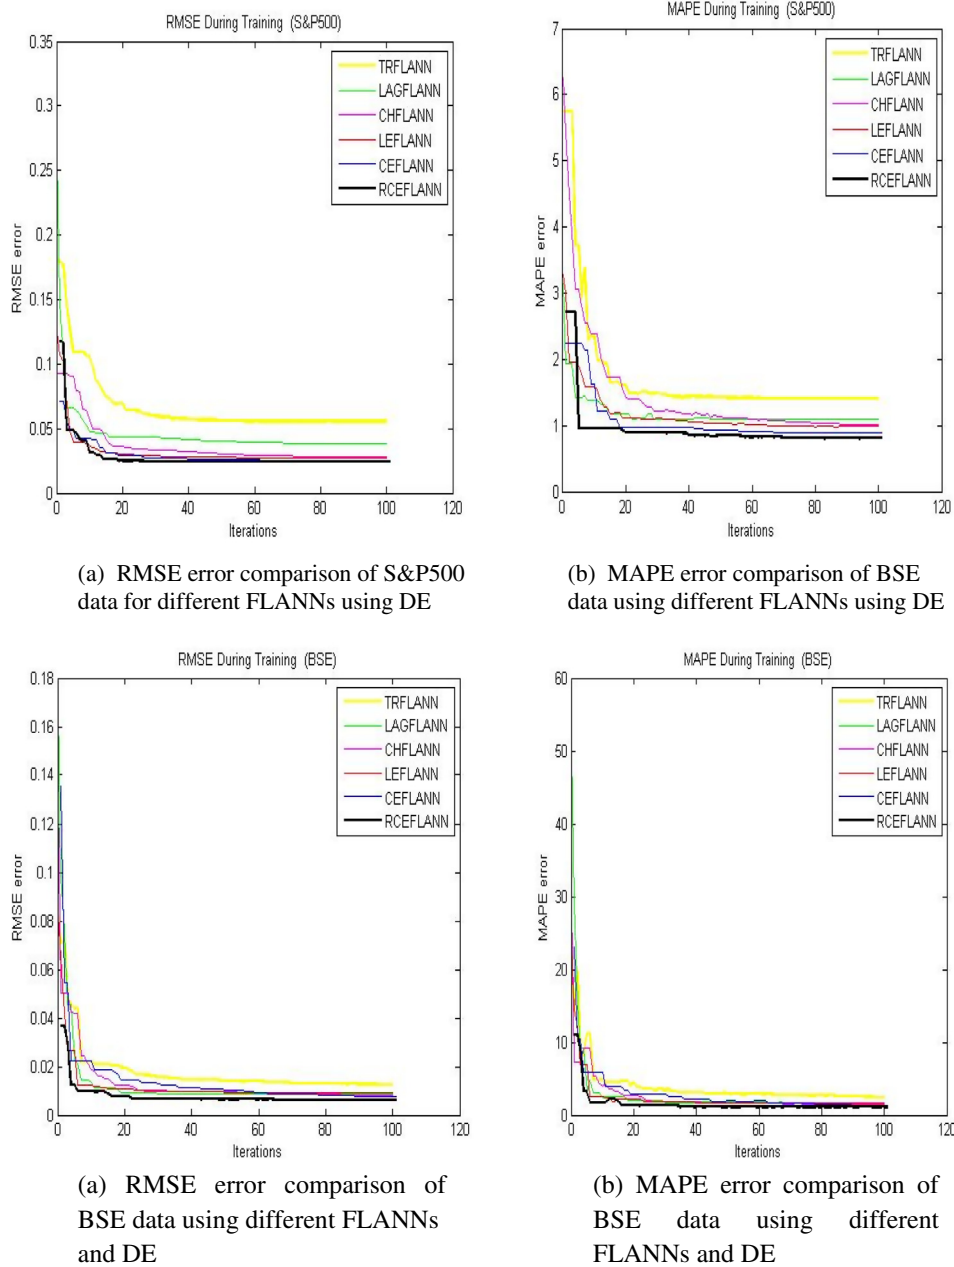 RMSE During Training (S&P500)
0.35
0.3
0.25
0.2
0.15
0.1
0.05
0
RMSE error
0 20 40 60 80 100 120
Iterations
TRFLANN
LAGFLANN
CHFLANN
LEFLANN
CEFLANN
RCEFLANN
(a) RMSE error comparison of S&P500
data for different FLANNs using DE
MAPE During Training (S&P500)
7
6
5
4
3
2
1
0
MAPE error
0 20 40 60 80 100 120
Iterations
TRFLANN
LAGFLANN
CHFLANN
LEFLANN
CEFLANN
RCEFLANN
(b) MAPE error comparison of BSE
data using different FLANNs using DE
RMSE During Training (BSE)
0.18
0.16
0.14
0.12
0.1
0.08
0.06
0.04
0.02
0
RMSE error
0 20 40 60 80 100 120
Iterations
TRFLANN
LAGFLANN
CHFLANN
LEFLANN
CEFLANN
RCEFLANN
(a) RMSE error comparison of
BSE data using different FLANNs
and DE
MAPE During Training (BSE)
60
50
40
30
20
10
0
MAPE error
0 20 40 60 80 100 120
Iterations
TRFLANN
LAGFLANN
CHFLANN
LEFLANN
CEFLANN
RCEFLANN
(b) MAPE error comparison of
BSE data using different
FLANNs and DE